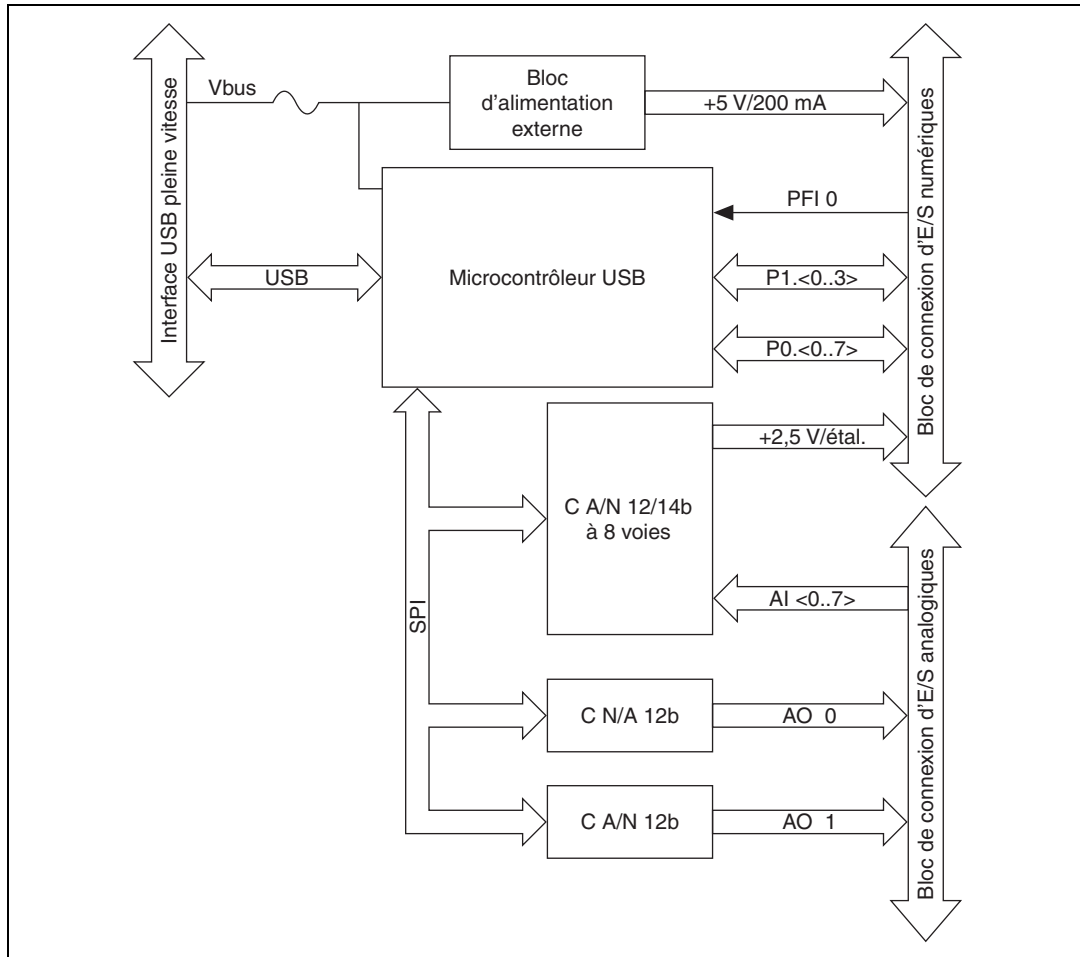 Interface USB pleine vitesse
Vbus
Bloc
d'alimentation
externe
+5 V/200 mA
PFI 0
USB
Microcontrôleur USB
P1.<0..3>
P0.<0..7>
Bloc de connexion d'E/S numériques
+2,5 V/étal.
C A/N 12/14b
à 8 voies
AI <0..7>
SPI
C N/A 12b
AO 0
C A/N 12b
AO 1
Bloc de connexion d'E/S analogiques